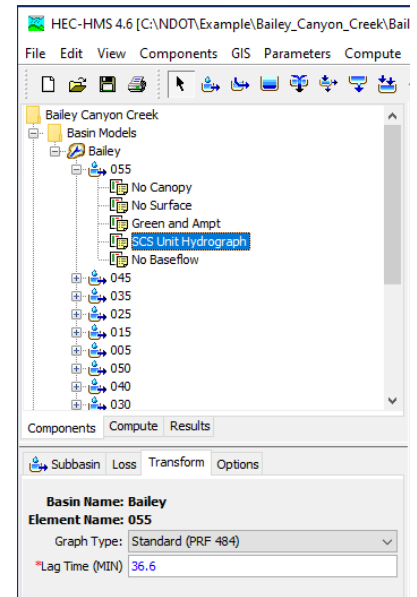 HEC-HMS 4.6 [C:\NDOT\Example\Bailey_Canyon_Creek\Bail
File Edit View Components GIS Parameters Compute
Bailey Canyon Creek
Basin Models
Bailey
055
No Canopy
No Surface
Green and Ampt
SCS Unit Hydrograph
No Baseflow
045
035
025
015
005
050
040
030
Components Compute Results
Subbasin Loss Transform Options
Basin Name: Bailey
Element Name: 055
Graph Type: Standard (PRF 484)
*Lag Time (MIN) 36.6